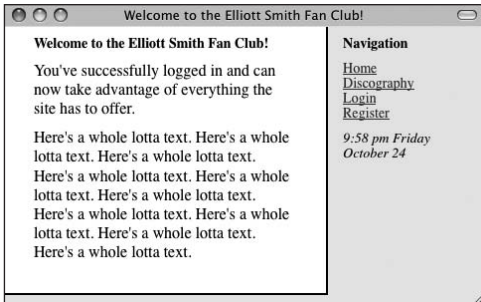 Welcome to the Elliott Smith Fan Club!
Welcome to the Elliott Smith Fan Club!
You've successfully logged in and can
now take advantage of everything the
site has to offer.
Here's a whole lotta text. Here's a whole
lotta text. Here's a whole lotta text.
Here's a whole lotta text. Here's a whole
lotta text. Here's a whole lotta text.
Here's a whole lotta text. Here's a whole
lotta text. Here's a whole lotta text.
Here's a whole lotta text.
Navigation
Home
Discography
Login
Register
9:58 pm Friday
October 24